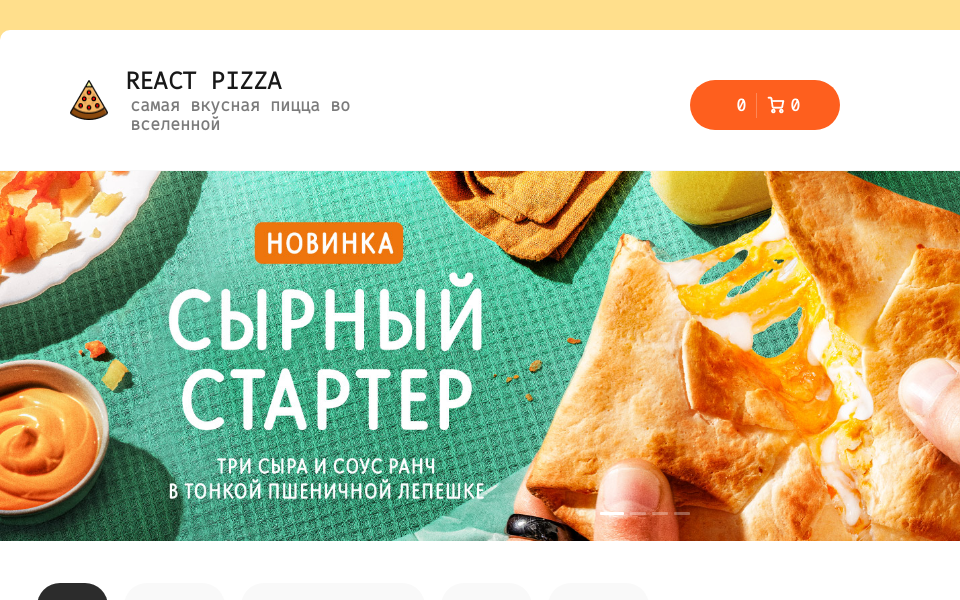 REACT PIZZA
самая вкусная пицца во
вселенной
0
0
НОВИНКА
СЫРНЫЙ
СТАРТЕР
ТРИ СЫРА И СОУС РАНЧ
В ТОНКОЙ ПШЕНИЧНОЙ ЛЕПЕШКЕ